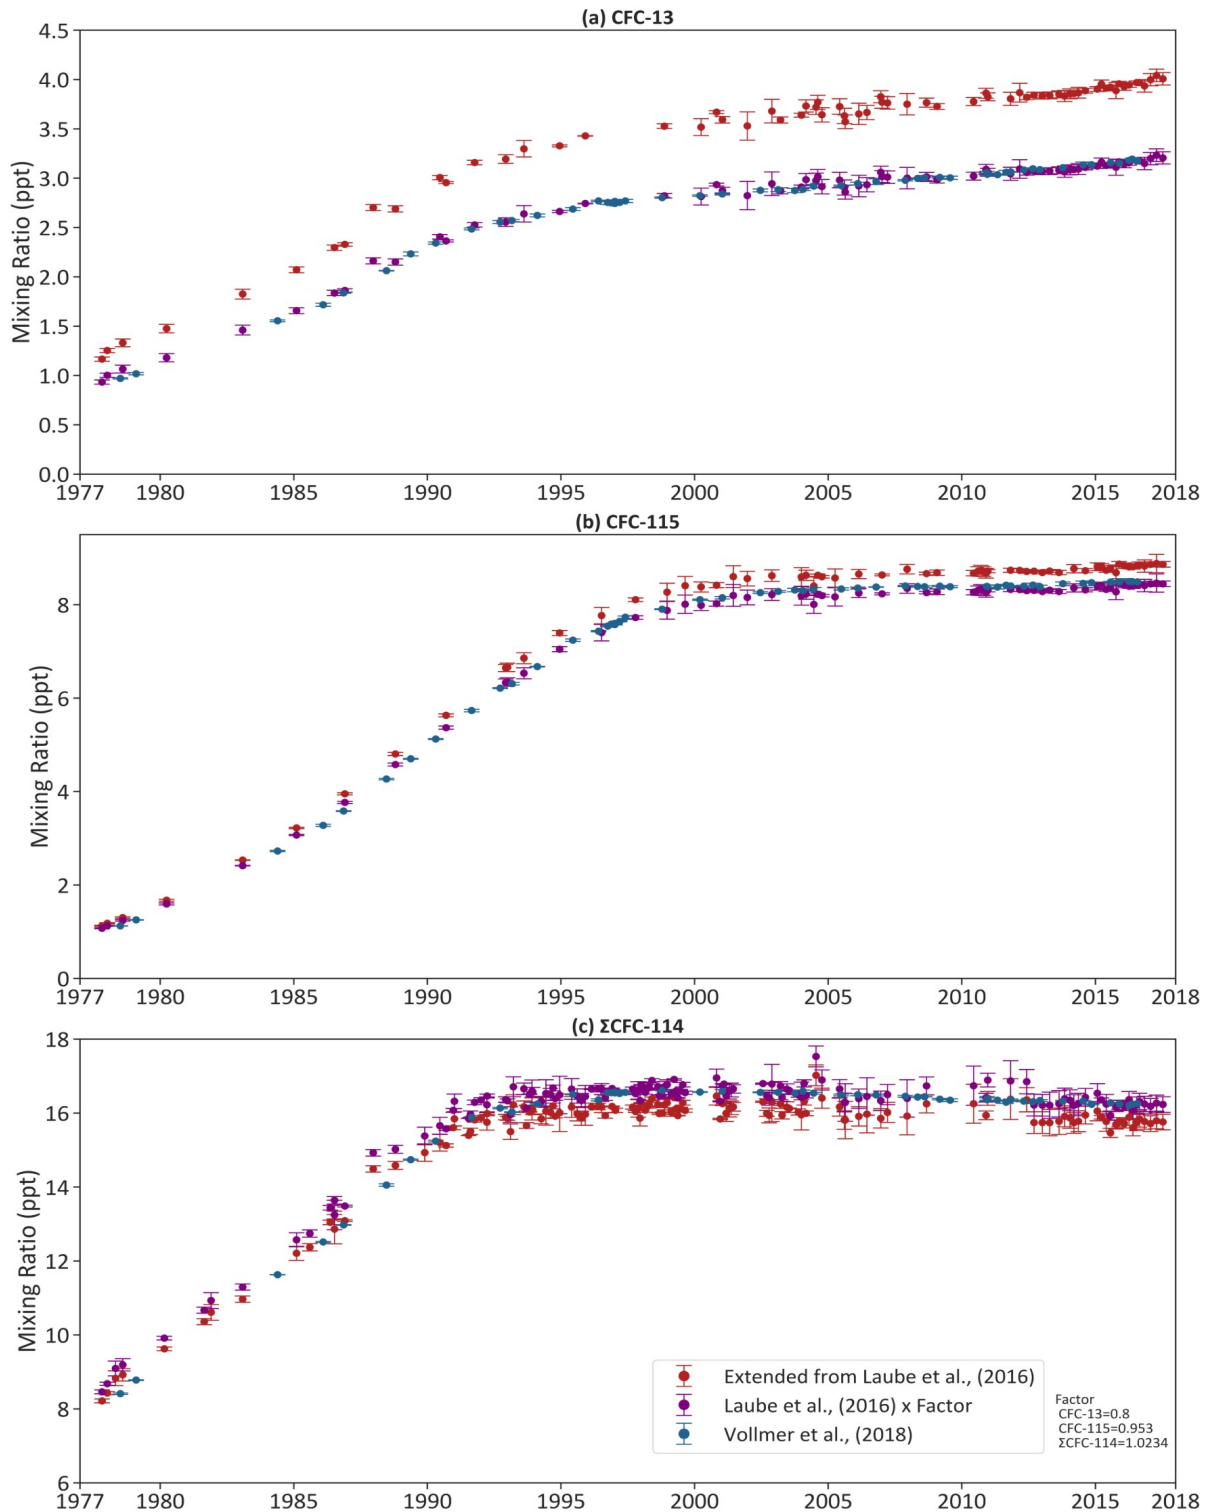 (a) CFC-13
4.5
4.0
3.5
3.0
2.5
2.0
1.5
1.0
0.5
0.0
Mixing Ratio (ppt)
1977 1980 1985 1990 1995 2000 2005 2010 2015 2018
(b) CFC-115
8
6
4
2
0
Mixing Ratio (ppt)
1977 1980 1985 1990 1995 2000 2005 2010 2015 2018
(c) ΣCFC-114
18
16
14
12
10
8
6
Mixing Ratio (ppt)
Extended from Laube et al., (2016)
Laube et al., (2016) x Factor
Vollmer et al., (2018)
Factor
CFC-13=0.8
CFC-115=0.953
ΣCFC-114=1.0234
1977 1980 1985 1990 1995 2000 2005 2010 2015 2018